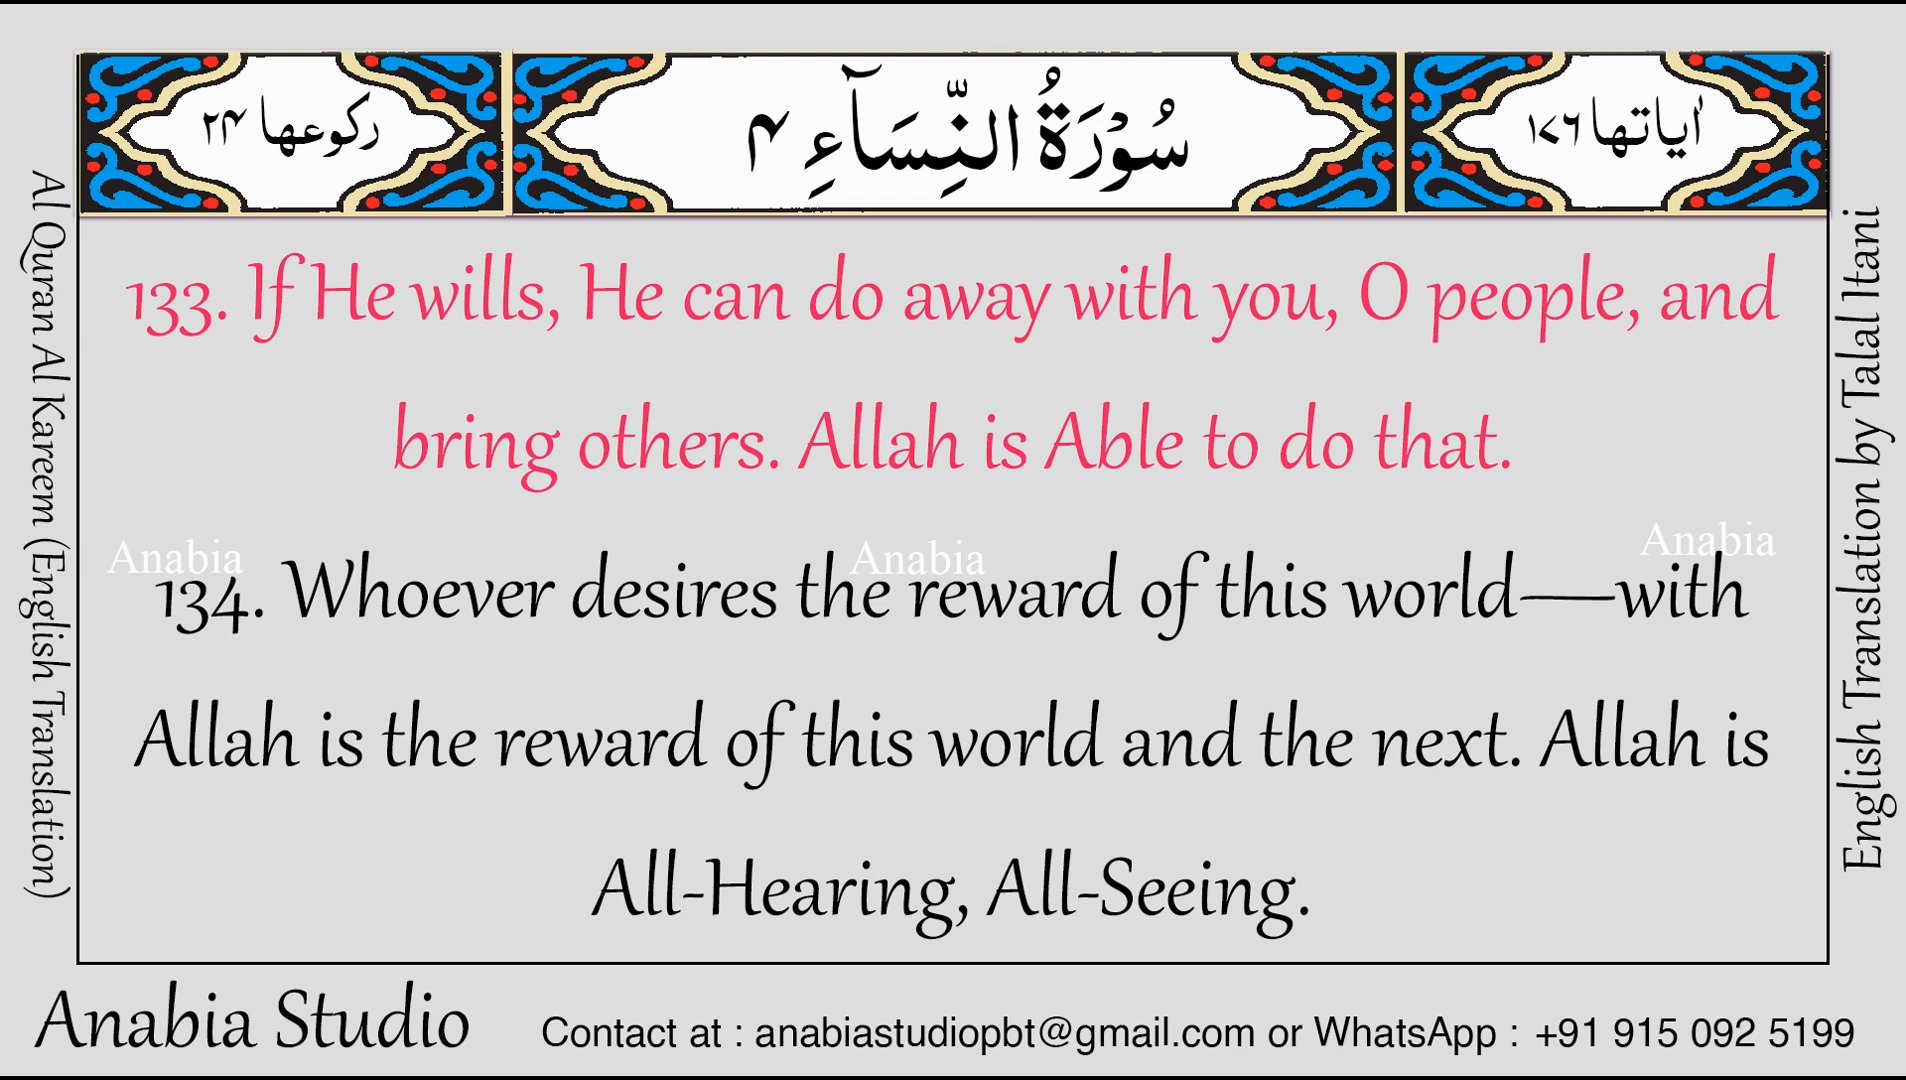 اٰياتها ١٧٦
سُوْرَةُ النِّسَآءِ ٤
ركوعها ٢٤
Al Quran Al Kareem (English Translation)
133. If He wills, He can do away with you, O people, and
bring others. Allah is Able to do that.
Anabia Anabia Anabia
134. Whoever desires the reward of this world—with
Allah is the reward of this world and the next. Allah is
All-Hearing, All-Seeing.
English Translation by Talal Itani
Anabia Studio
Contact at : anabiastudiopbt@gmail.com or WhatsApp : +91 915 092 5199